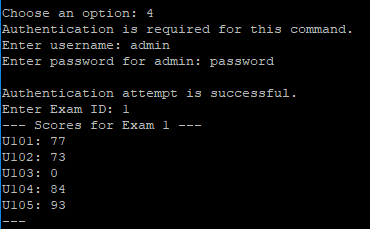 Choose an option: 4
Authentication is required for this command.
Enter username: admin
Enter password for admin: password
Authentication attempt is successful.
Enter Exam ID: 1
--- Scores for Exam 1 ---
U101: 77
U102: 73
U103: 0
U104: 84
U105: 93
---